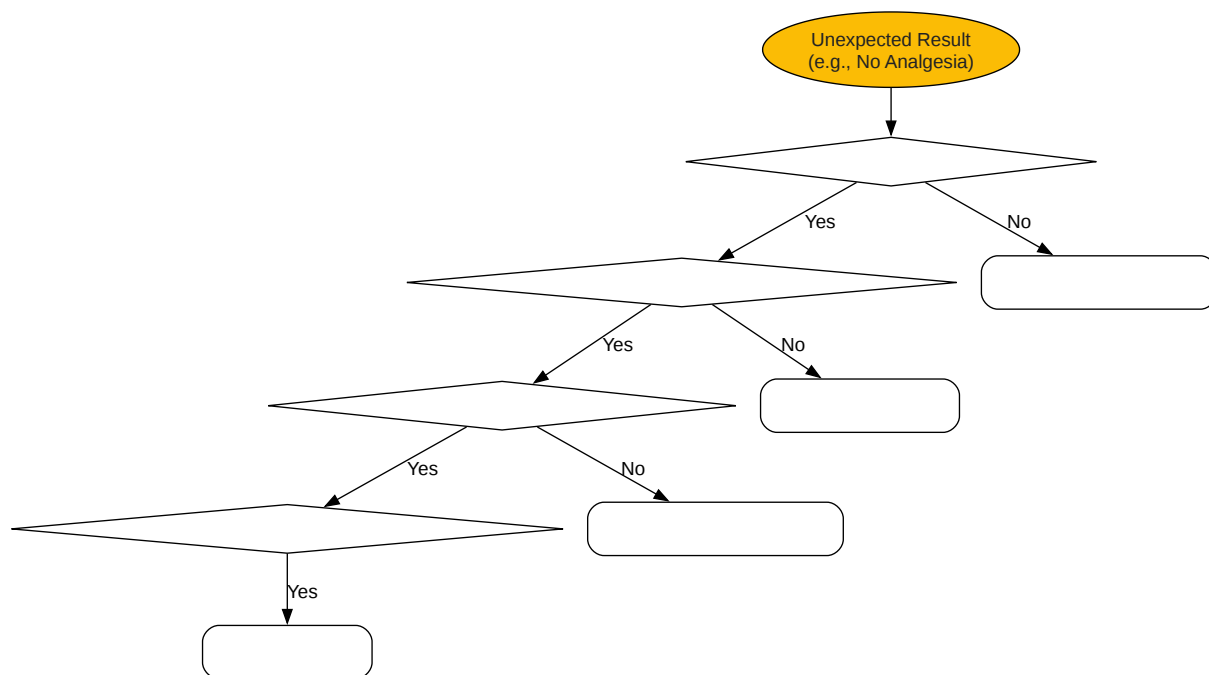 Unexpected Result
(e.g., No Analgesia)
Yes
No
Yes
No
Yes
No
Yes